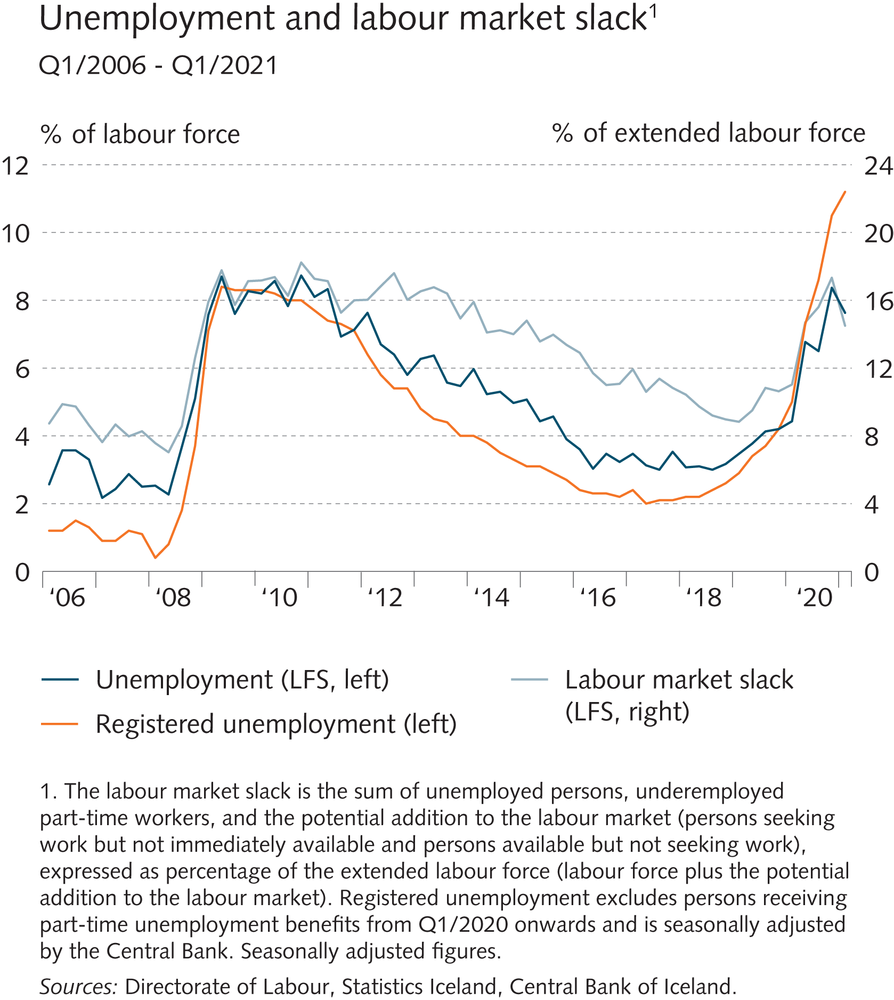 Unemployment and labour market slack¹
Q1/2006 - Q1/2021
% of labour force
% of extended labour force
12
24
10
20
8
16
6
12
4
8
2
4
0
0
‘06
‘08
‘10
‘12
‘14
‘16
‘18
‘20
Unemployment (LFS, left)
Registered unemployment (left)
Labour market slack
(LFS, right)
1. The labour market slack is the sum of unemployed persons, underemployed
part-time workers, and the potential addition to the labour market (persons seeking
work but not immediately available and persons available but not seeking work),
expressed as percentage of the extended labour force (labour force plus the potential
addition to the labour market). Registered unemployment excludes persons receiving
part-time unemployment benefits from Q1/2020 onwards and is seasonally adjusted
by the Central Bank. Seasonally adjusted figures.
Sources: Directorate of Labour, Statistics Iceland, Central Bank of Iceland.